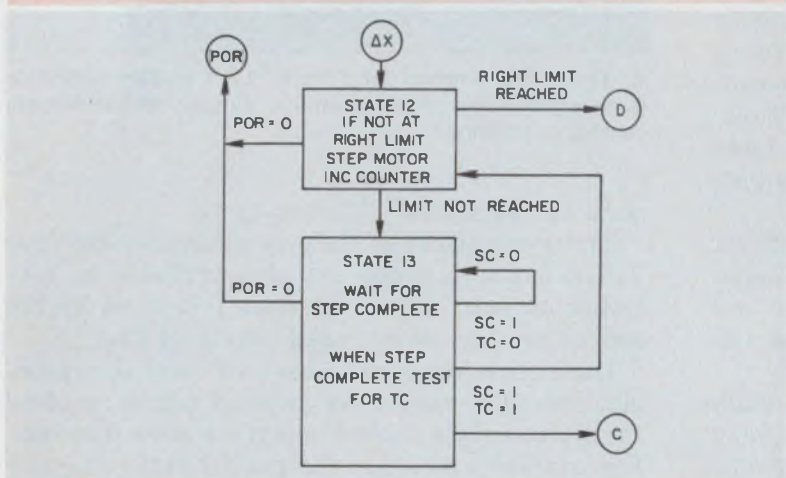 POR
ΔX
RIGHT LIMIT
REACHED
D
STATE 12
IF NOT AT
RIGHT LIMIT
STEP MOTOR
INC COUNTER
POR = 0
LIMIT NOT REACHED
STATE 13
WAIT FOR
STEP COMPLETE
WHEN STEP
COMPLETE TEST
FOR TC
POR = 0
SC = 0
SC = 1
TC = 0
SC = 1
TC = 1
C